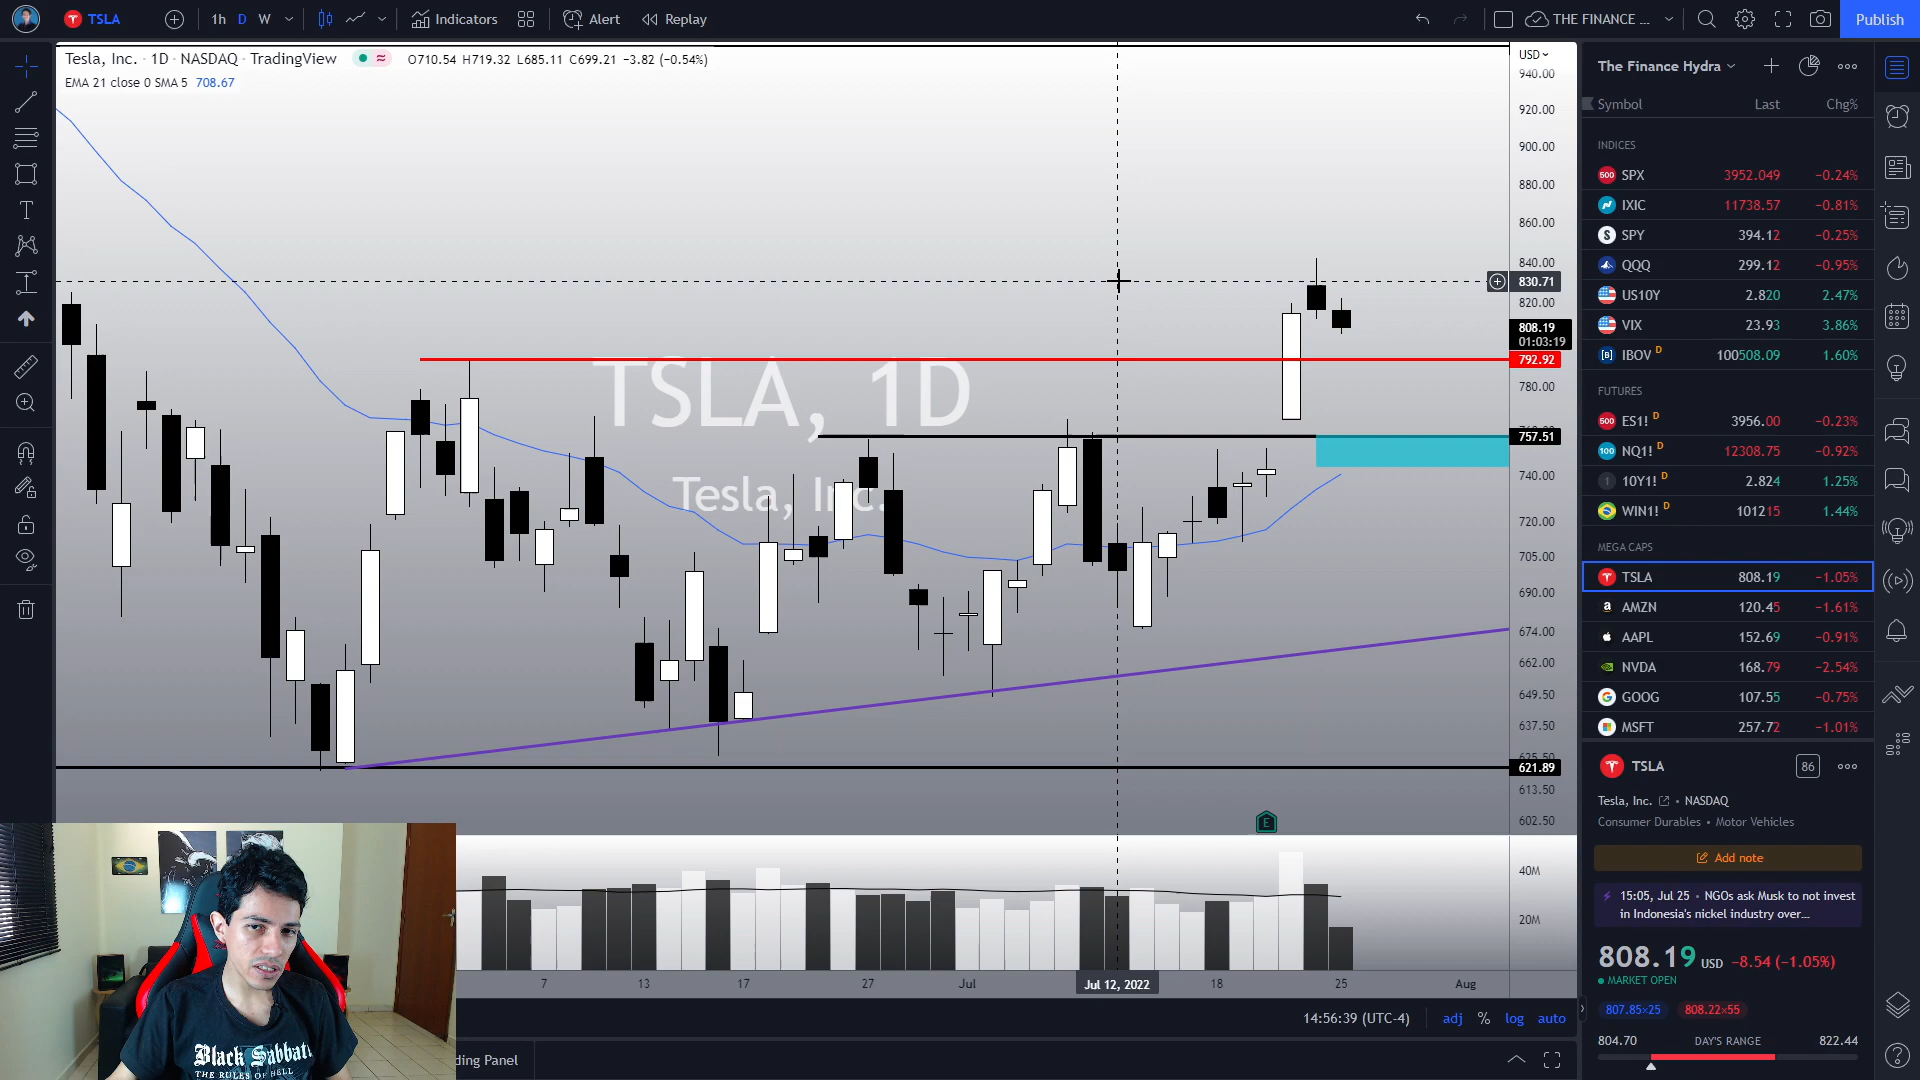 TSLA
1h D W
Indicators
Alert
Replay
THE FINANCE ...
Publish
Tesla, Inc. · 1D · NASDAQ · TradingView
O710.54 H719.32 L685.11 C699.21 −3.82 (−0.54%)
EMA 21 close 0 SMA 5 708.67
TSLA, 1D
Tesla, Inc.
USD
940.00
920.00
900.00
880.00
860.00
840.00
830.71
820.00
808.19
01:03:19
792.92
780.00
757.51
740.00
720.00
705.00
690.00
674.00
662.00
649.50
637.50
621.89
613.50
602.50
E
40M
20M
7 13 17 27 Jul Jul 12, 2022 18 25 Aug
14:56:39 (UTC-4) adj % log auto
ding Panel
Black Sabbath
THE RULES OF HELL
The Finance Hydra
Symbol Last Chg%
INDICES
500 SPX 3952.049 −0.24%
IXIC 11738.57 −0.81%
S SPY 394.12 −0.25%
QQQ 299.12 −0.95%
US10Y 2.820 2.47%
VIX 23.93 3.86%
[B] IBOV D 100508.09 1.60%
FUTURES
500 ES1! D 3956.00 −0.23%
100 NQ1! D 12308.75 −0.92%
1 10Y1! D 2.824 1.25%
WIN1! D 101215 1.44%
MEGA CAPS
TSLA 808.19 −1.05%
a AMZN 120.45 −1.61%
AAPL 152.69 −0.91%
NVDA 168.79 −2.54%
G GOOG 107.55 −0.75%
MSFT 257.72 −1.01%
TSLA 86
Tesla, Inc. • NASDAQ
Consumer Durables • Motor Vehicles
Add note
15:05, Jul 25 • NGOs ask Musk to not invest
in Indonesia's nickel industry over...
808.19 USD −8.54 (−1.05%)
MARKET OPEN
807.85×25 808.22×55
804.70 DAY'S RANGE 822.44